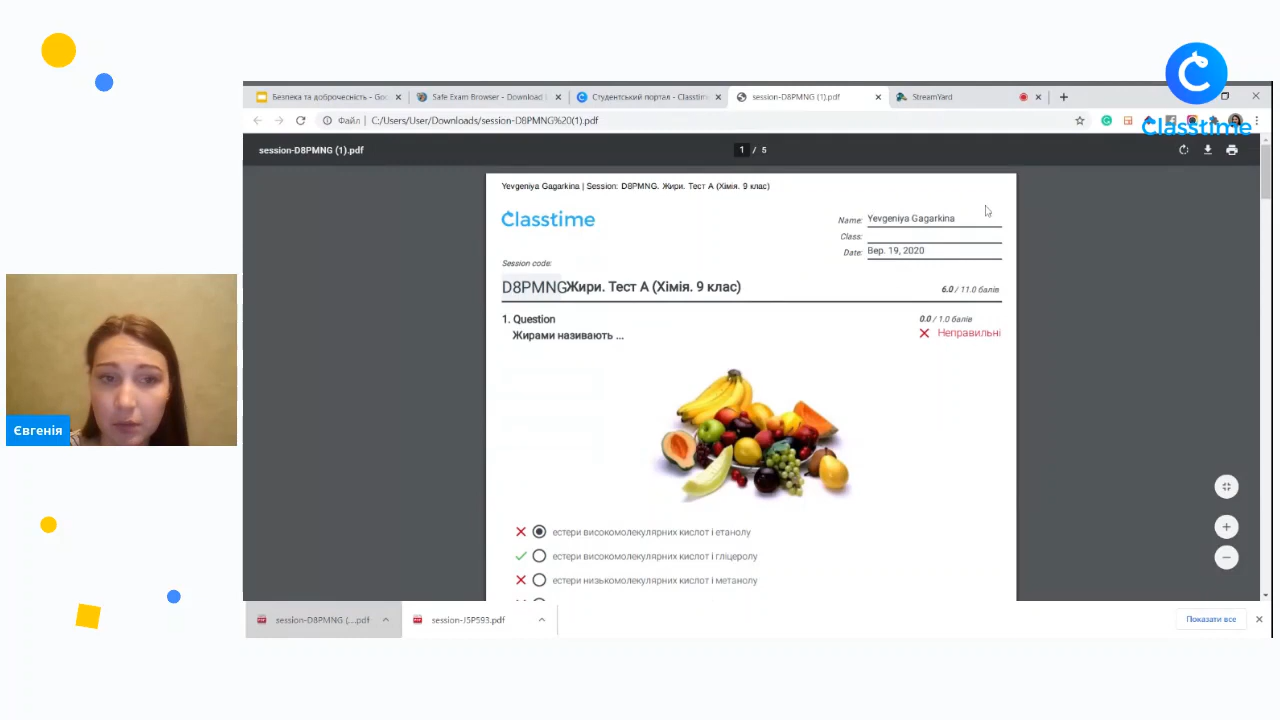 Безпека та доброчесність - Goc
Safe Exam Browser - Download
Студентський портал - Classtim
session-D8PMNG (1).pdf
StreamYard
Classtime
Файл | C:/Users/User/Downloads/session-D8PMNG%20(1).pdf
session-D8PMNG (1).pdf
1 / 5
Yevgeniya Gagarkina | Session: D8PMNG. Жири. Тест А (Хімія. 9 клас)
Classtime
Name: Yevgeniya Gagarkina
Class:
Date: Вер. 19, 2020
Session code:
D8PMNG Жири. Тест А (Хімія. 9 клас)
6.0 / 11.0 балів
1. Question
0.0 / 1.0 балів
Жирами називають ...
Неправильні
естери високомолекулярних кислот і етанолу
естери високомолекулярних кислот і гліцеролу
естери низькомолекулярних кислот і метанолу
Євгенія
session-D8PMNG (....pdf
session-J5P593.pdf
Показати все